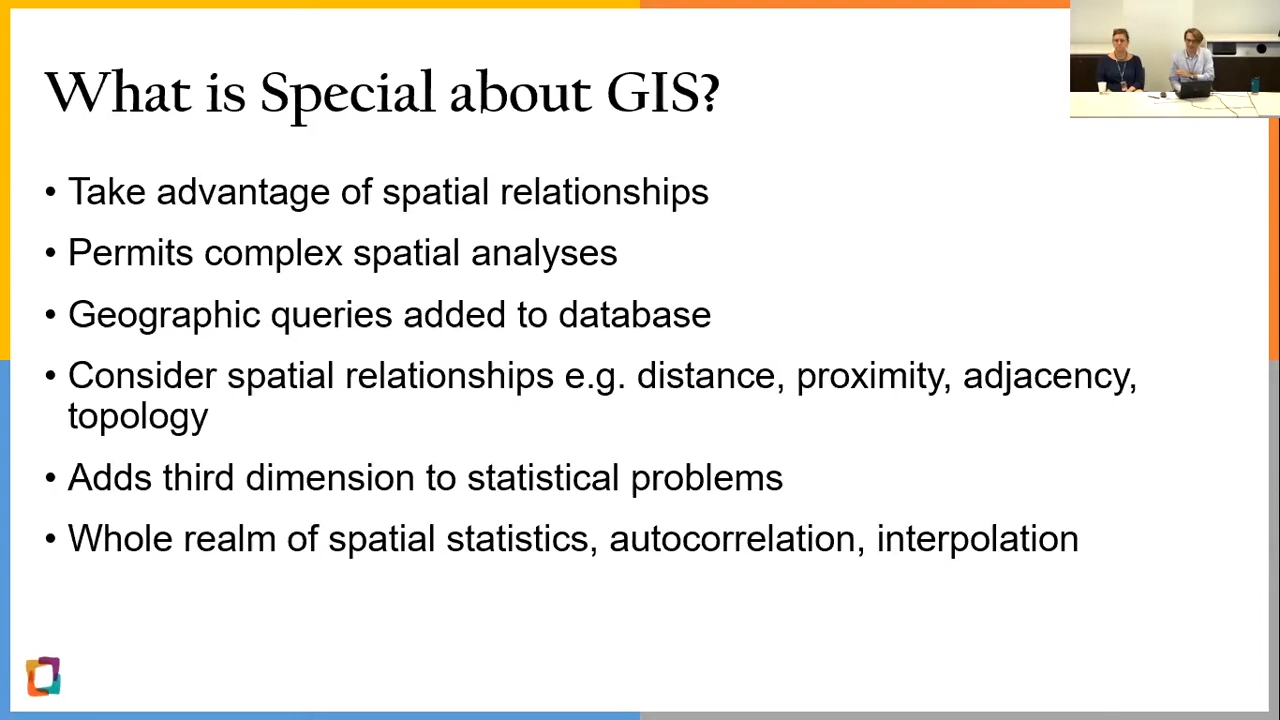 What is Special about GIS?
• Take advantage of spatial relationships
• Permits complex spatial analyses
• Geographic queries added to database
• Consider spatial relationships e.g. distance, proximity, adjacency,
topology
• Adds third dimension to statistical problems
• Whole realm of spatial statistics, autocorrelation, interpolation